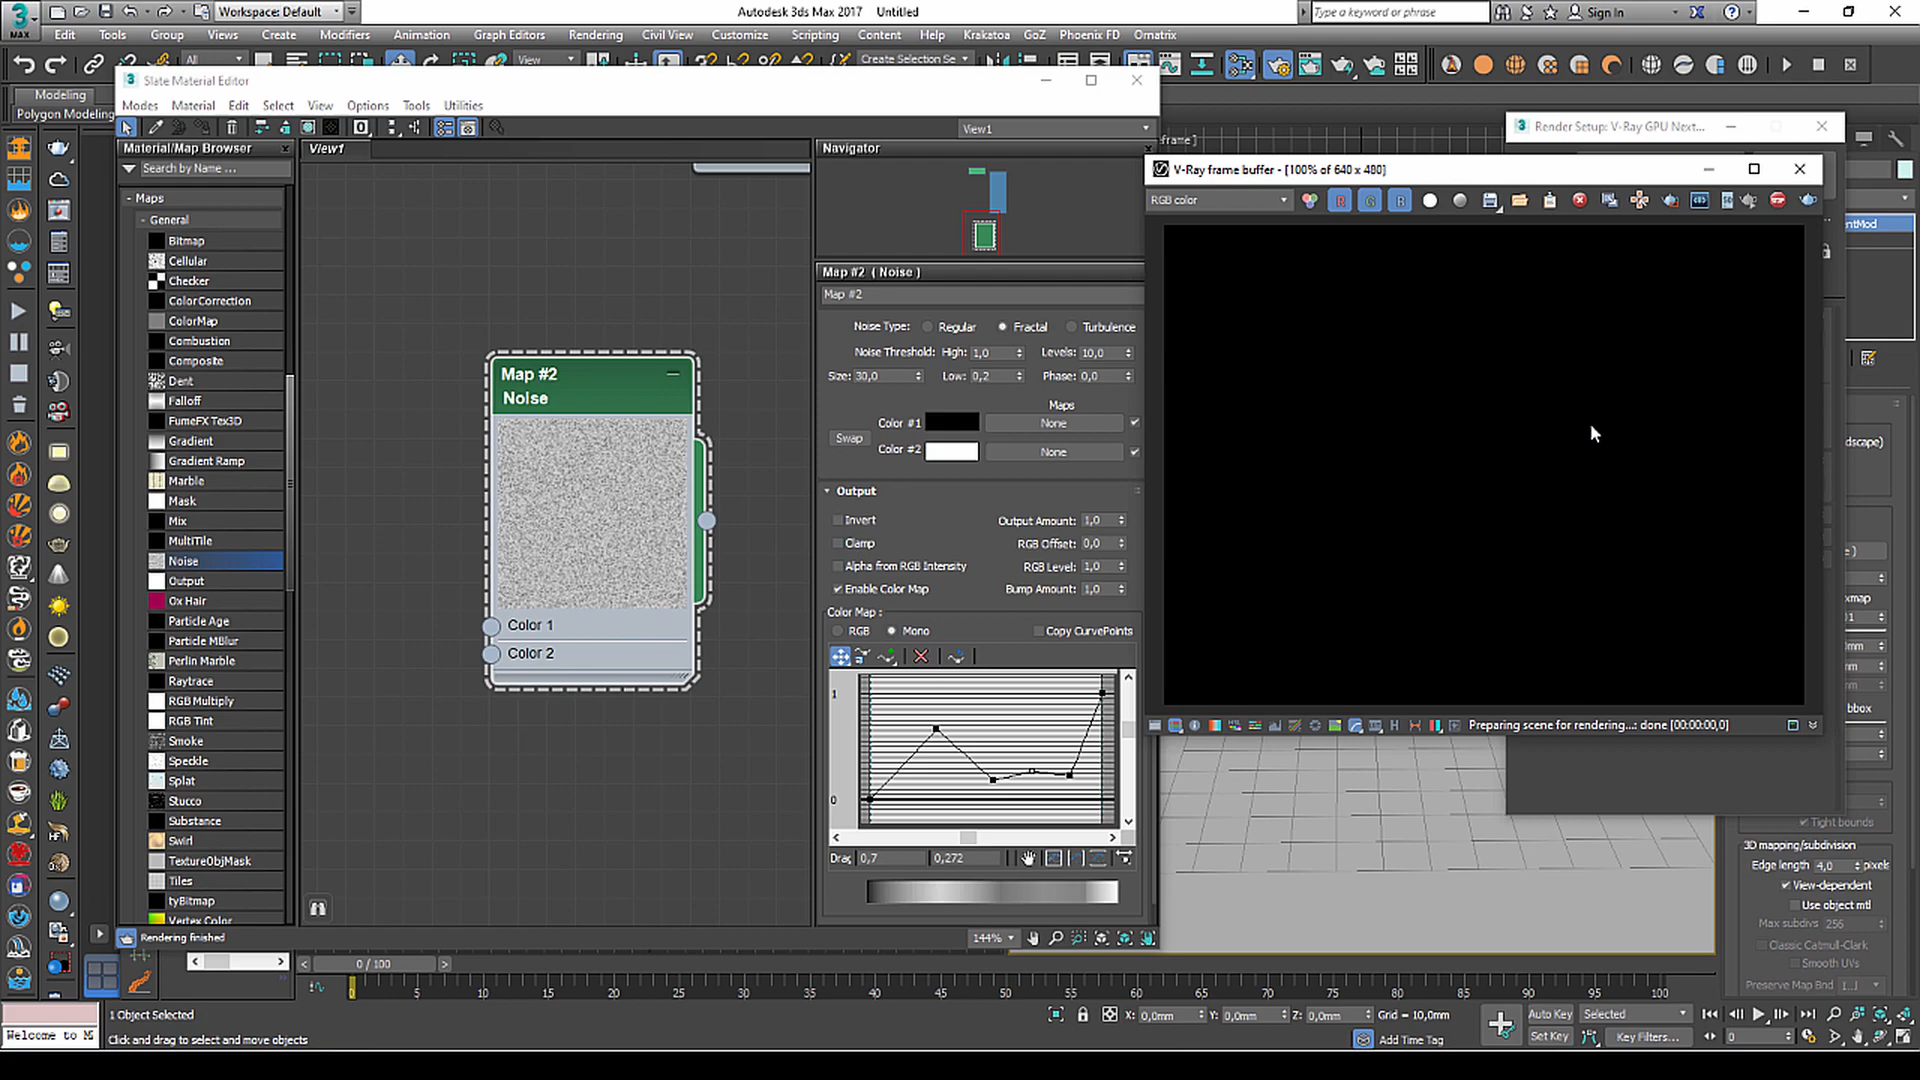 3 MAX
Workspace: Default
Autodesk 3ds Max 2017 Untitled
Type a keyword or phrase
Sign In
Edit Tools Group Views Create Modifiers Animation Graph Editors Rendering Civil View Customize Scripting Content Help Krakatoa GoZ Phoenix FD Ornatrix
All
View
Create Selection Se
Modeling
Polygon Modeling
Slate Material Editor
Modes Material Edit Select View Options Tools Utilities
View1
Material/Map Browser
Search by Name ...
- Maps
- General
Bitmap
Cellular
Checker
ColorCorrection
ColorMap
Combustion
Composite
Dent
Falloff
FumeFX Tex3D
Gradient
Gradient Ramp
Marble
Mask
Mix
MultiTile
Noise
Output
Ox Hair
Particle Age
Particle MBlur
Perlin Marble
Raytrace
RGB Multiply
RGB Tint
Smoke
Speckle
Splat
Stucco
Substance
Swirl
TextureObjMask
Tiles
tyBitmap
Vertex Color
View1
Map #2
Noise
Color 1
Color 2
Navigator
Map #2 ( Noise )
Map #2
Noise Type: Regular Fractal Turbulence
Noise Threshold: High: 1,0 Levels: 10,0
Size: 30,0 Low: 0,2 Phase: 0,0
Maps
Color #1 None
Swap
Color #2 None
Output
Invert Output Amount: 1,0
Clamp RGB Offset: 0,0
Alpha from RGB Intensity RGB Level: 1,0
Enable Color Map Bump Amount: 1,0
Color Map :
RGB Mono Copy CurvePoints
1
0
Drag 0,7 0,272
Rendering finished
144%
Render Setup: V-Ray GPU Next...
V-Ray frame buffer - [100% of 640 x 480]
RGB color
R G B
Preparing scene for rendering...: done [00:00:00,0]
Tight bounds
3D mapping/subdivision
Edge length 4,0 pixels
View-dependent
Use object mtl
Max subdivs 256
Classic Catmull-Clark
Smooth UVs
Preserve Map Bnd
0 / 100
5 10 15 20 25 30 35 40 45 50 55 60 65 70 75 80 85 90 95 100
Welcome to M
1 Object Selected
Click and drag to select and move objects
X: 0,0mm Y: 0,0mm Z: 0,0mm Grid = 10,0mm
Add Time Tag
Auto Key Selected
Set Key Key Filters...
0